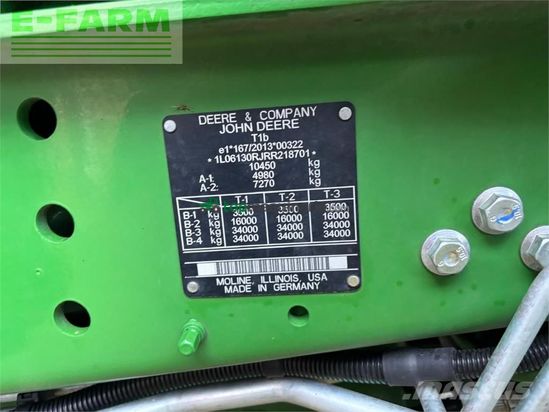 E-FARM
DEERE & COMPANY
JOHN DEERE
T1b
e1*167/2013*00322
*1L06130RJRR218701*
10450 kg
A-1: 4980 kg
A-2: 7270 kg
T-1 T-2 T-3
B-1 kg 3500 3500 3500
B-2 kg 16000 16000 16000
B-3 kg 34000 34000 34000
B-4 kg 34000 34000 34000
MOLINE, ILLINOIS, USA
MADE IN GERMANY
MASCUS